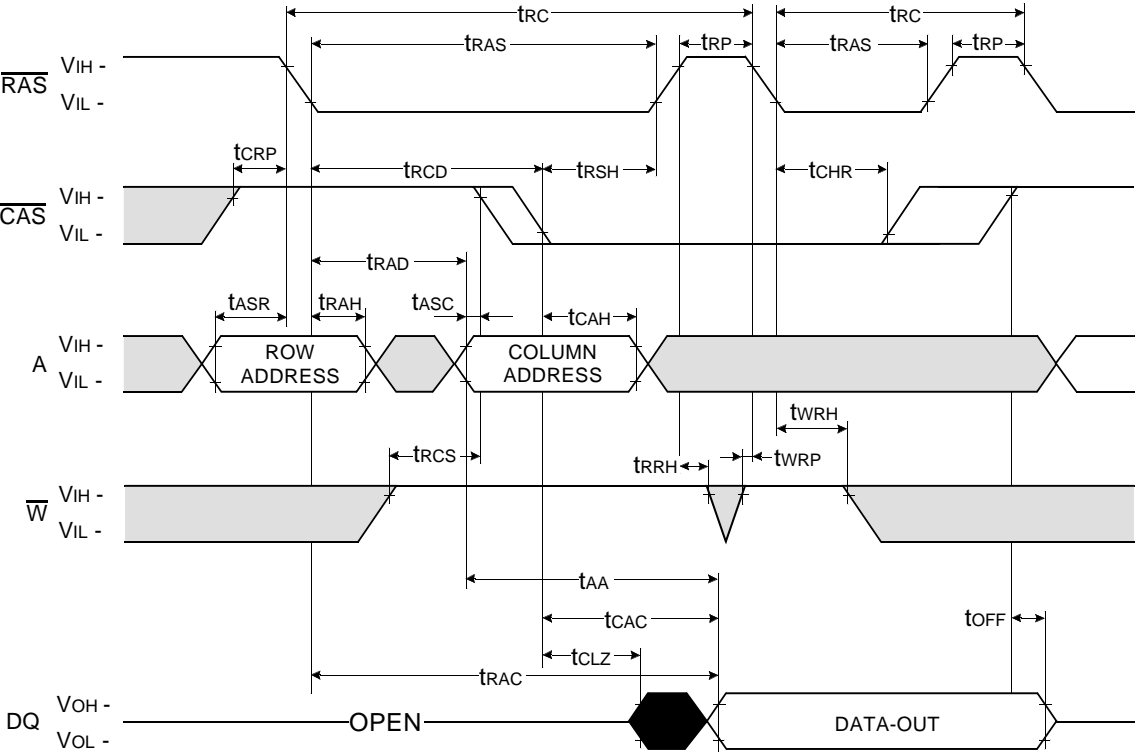 tRC tRC
tRAS tRP tRAS tRP
RAS VIH -
VIL -
tCRP tRCD tRSH tCHR
CAS VIH -
VIL -
tRAD
tASR tRAH tASC tCAH
A VIH -
VIL -
ROW
ADDRESS
COLUMN
ADDRESS
tWRH
tRCS tRRH tWRP
W VIH -
VIL -
tAA
tCAC tOFF
tCLZ
tRAC
DQ VOH -
VOL -
OPEN DATA-OUT